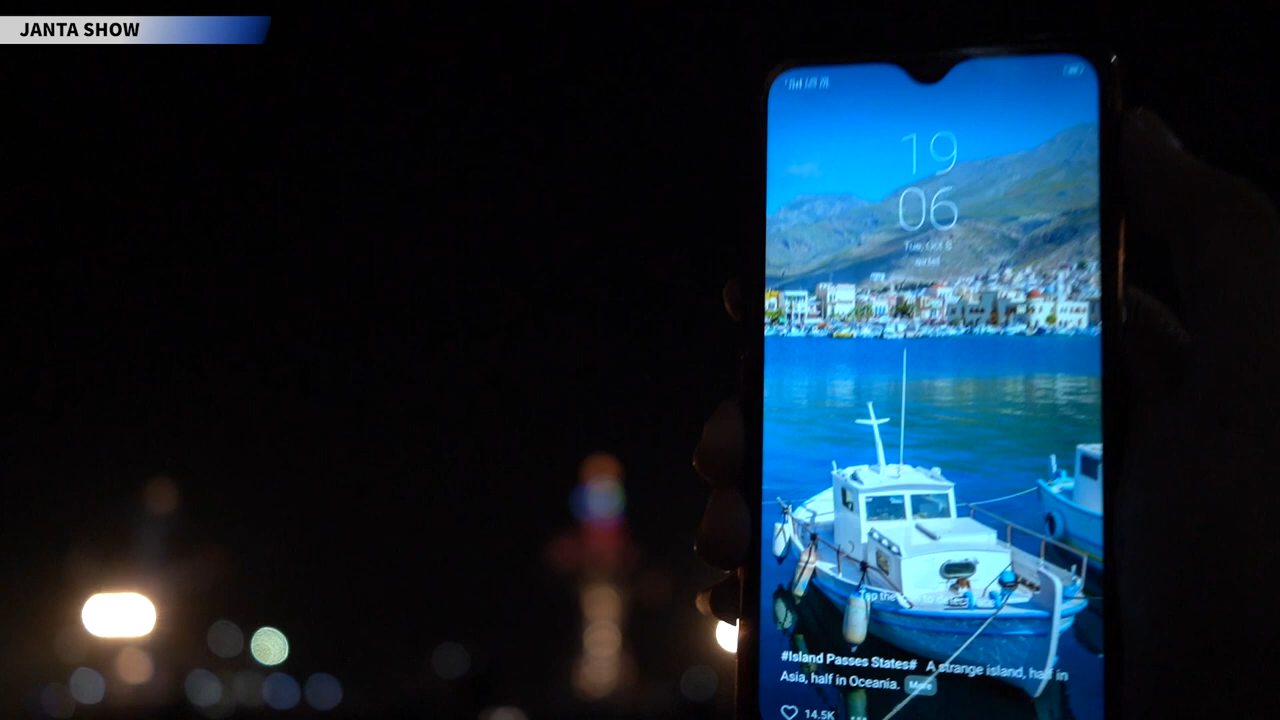 JANTA SHOW
19
06
Tue, Oct 8
airtel
#Island Passes States# A strange island, half in
Asia, half in Oceania. More
14.5K